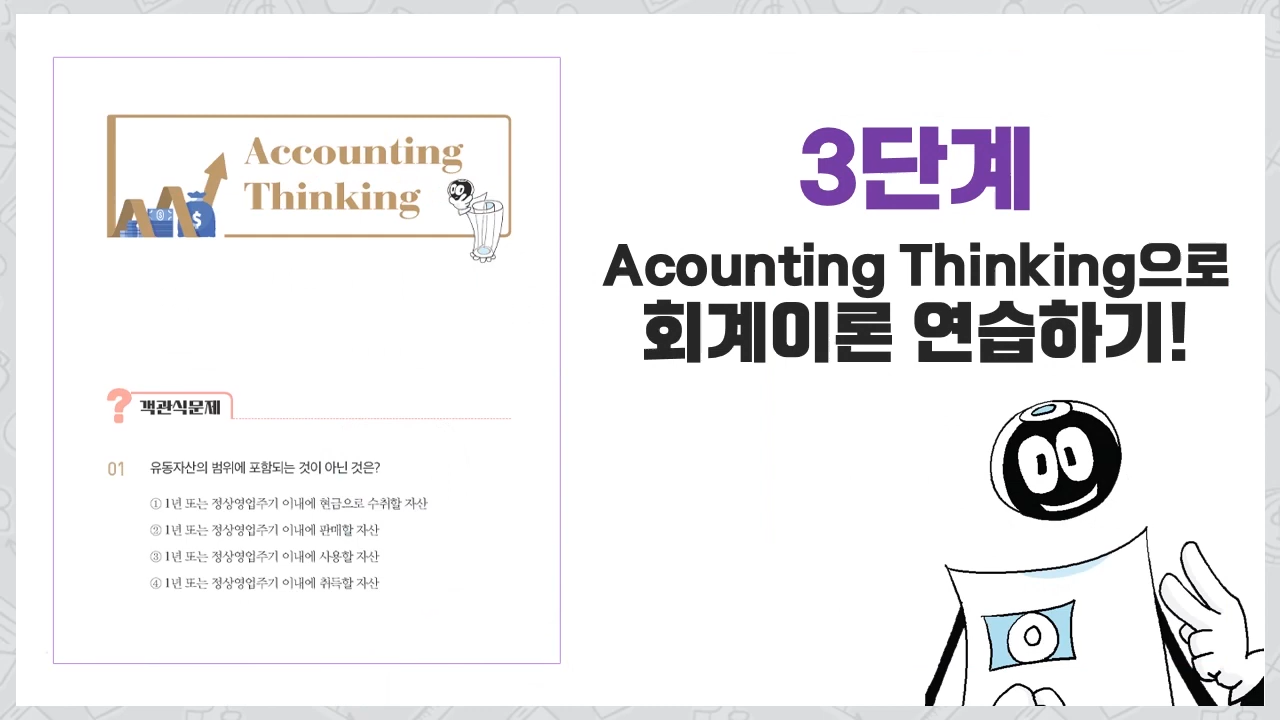 Accounting
Thinking
객관식문제
01 유동자산의 범위에 포함되는 것이 아닌 것은?
① 1년 또는 정상영업주기 이내에 현금으로 수취할 자산
② 1년 또는 정상영업주기 이내에 판매할 자산
③ 1년 또는 정상영업주기 이내에 사용할 자산
④ 1년 또는 정상영업주기 이내에 취득할 자산
3단계
Acounting Thinking으로
회계이론 연습하기!